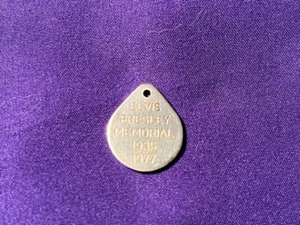 ELVIS
PRESLEY
MEMORIAL
1935
1977